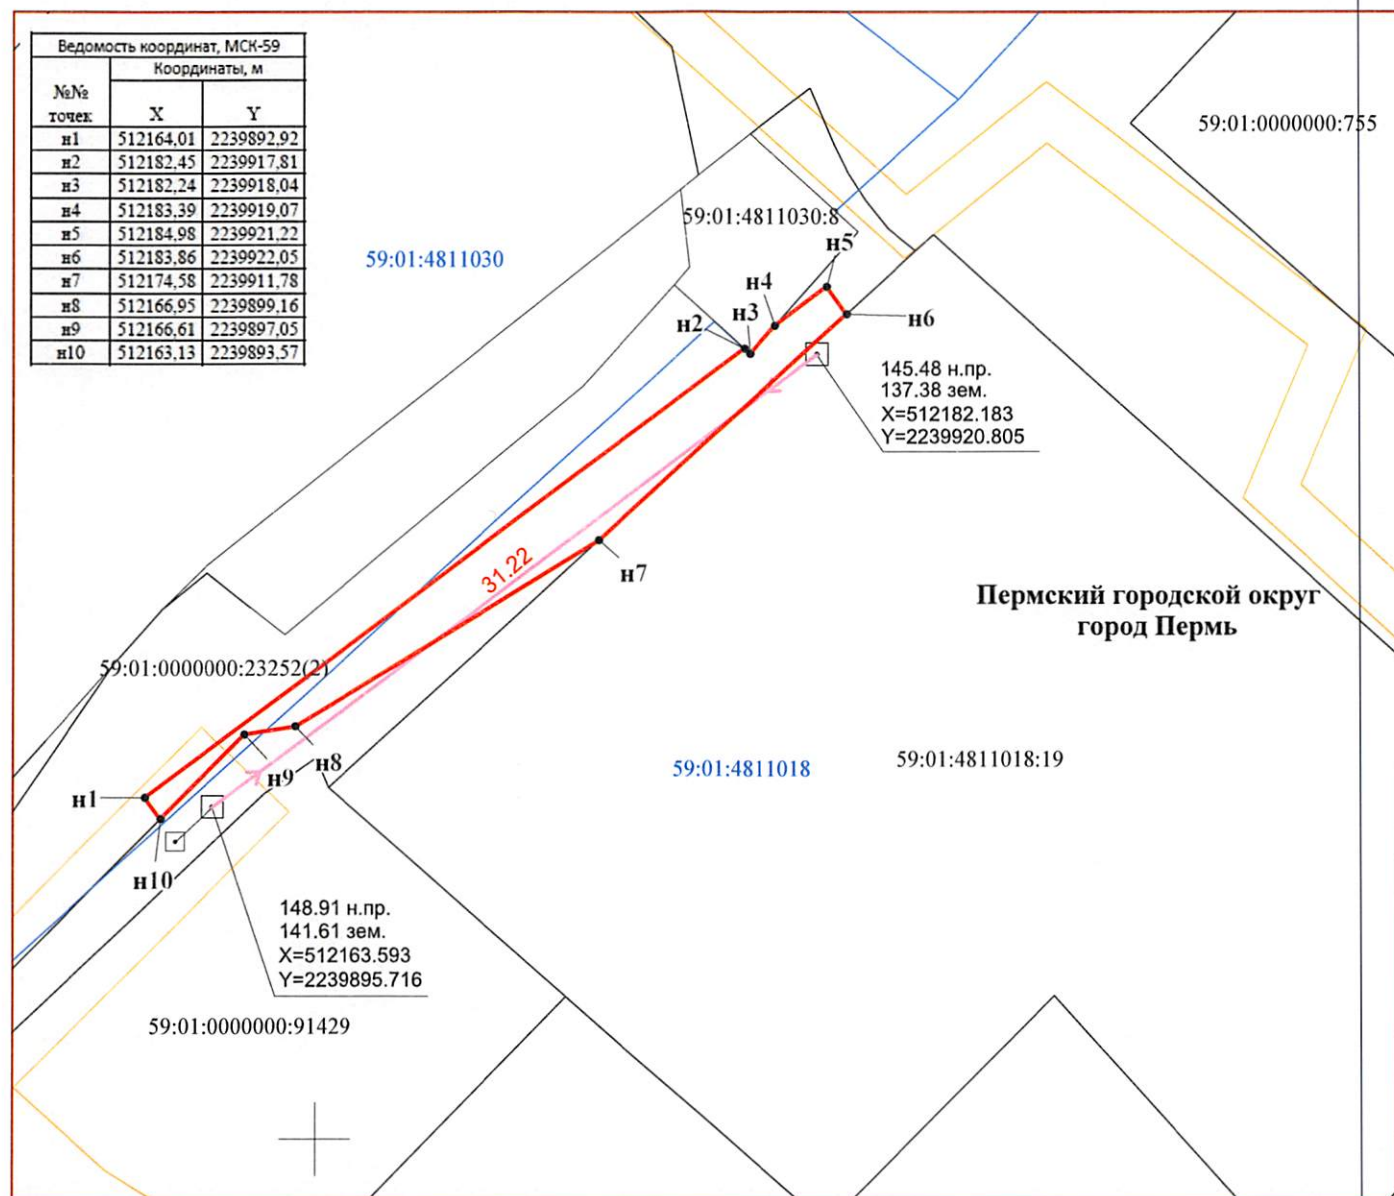 Ведомость координат, МСК-59
№№ точек
Координаты, м
X Y
н1 512164,01 2239892,92
н2 512182,45 2239917,81
н3 512182,24 2239918,04
н4 512183,39 2239919,07
н5 512184,98 2239921,22
н6 512183,86 2239922,05
н7 512174,58 2239911,78
н8 512166,95 2239899,16
н9 512166,61 2239897,05
н10 512163,13 2239893,57
59:01:0000000:755
59:01:4811030:8
59:01:4811030
н5
н4
н3
н2
н6
145.48 н.пр.
137.38 зем.
X=512182.183
Y=2239920.805
31.22
н7
Пермский городской округ
город Пермь
59:01:0000000:23252(2)
59:01:4811018
59:01:4811018:19
н8
н9
н1
н10
148.91 н.пр.
141.61 зем.
X=512163.593
Y=2239895.716
59:01:0000000:91429